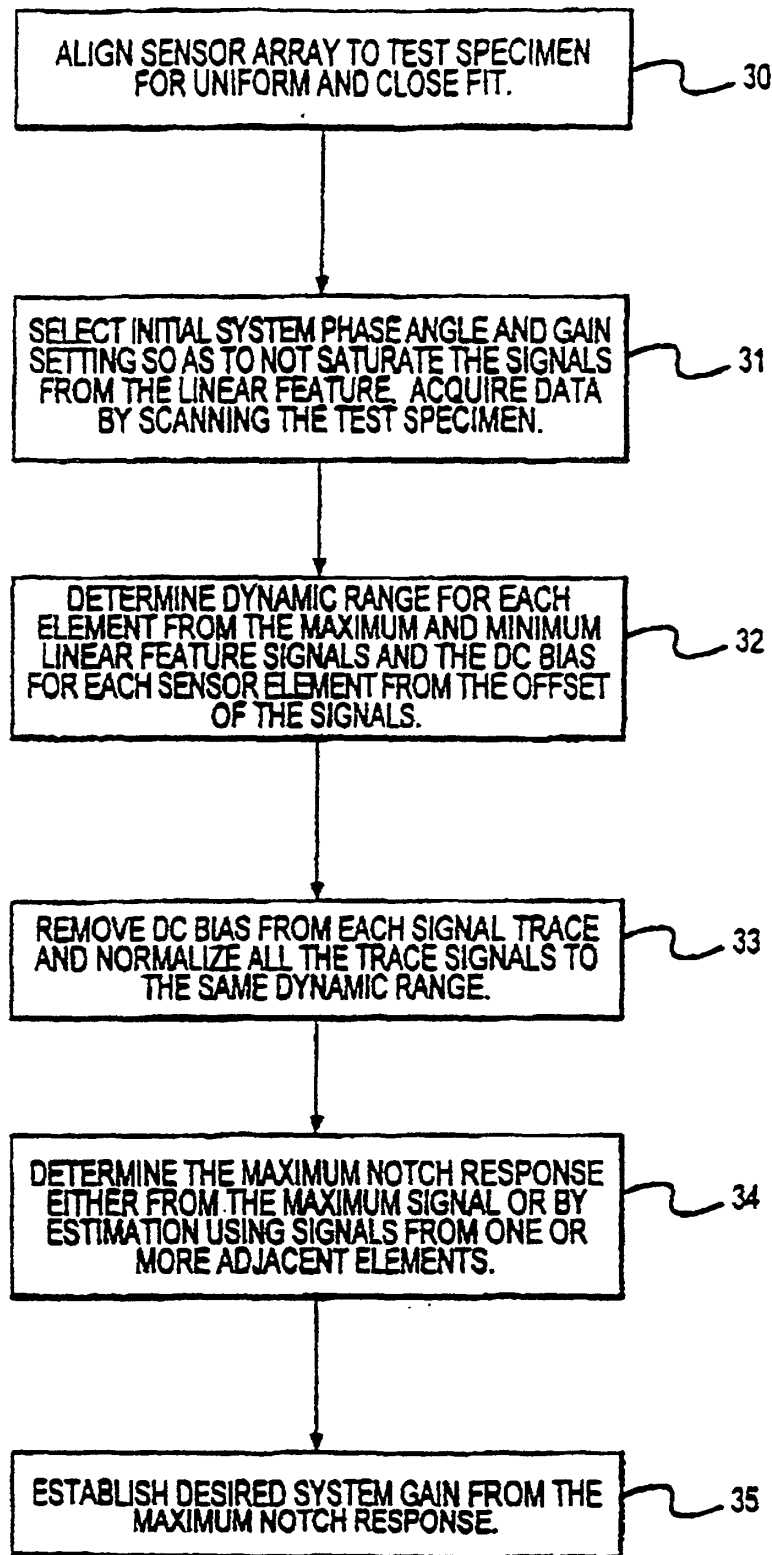 ALIGN SENSOR ARRAY TO TEST SPECIMEN
FOR UNIFORM AND CLOSE FIT.
30
SELECT INITIAL SYSTEM PHASE ANGLE AND GAIN
SETTING SO AS TO NOT SATURATE THE SIGNALS
FROM THE LINEAR FEATURE. ACQUIRE DATA
BY SCANNING THE TEST SPECIMEN.
31
DETERMINE DYNAMIC RANGE FOR EACH
ELEMENT FROM THE MAXIMUM AND MINIMUM
LINEAR FEATURE SIGNALS AND THE DC BIAS
FOR EACH SENSOR ELEMENT FROM THE OFFSET
OF THE SIGNALS.
32
REMOVE DC BIAS FROM EACH SIGNAL TRACE
AND NORMALIZE ALL THE TRACE SIGNALS TO
THE SAME DYNAMIC RANGE.
33
DETERMINE THE MAXIMUM NOTCH RESPONSE
EITHER FROM THE MAXIMUM SIGNAL OR BY
ESTIMATION USING SIGNALS FROM ONE OR
MORE ADJACENT ELEMENTS.
34
ESTABLISH DESIRED SYSTEM GAIN FROM THE
MAXIMUM NOTCH RESPONSE.
35